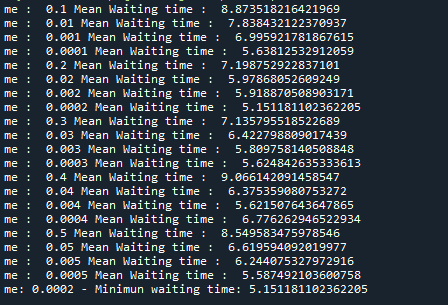 me :  0.1 Mean Waiting time :  8.873518216421969
me :  0.01 Mean Waiting time :  7.838432122370937
me :  0.001 Mean Waiting time :  6.995921781867615
me :  0.0001 Mean Waiting time :  5.63812532912059
me :  0.2 Mean Waiting time :  7.198752922837101
me :  0.02 Mean Waiting time :  5.97868052609249
me :  0.002 Mean Waiting time :  5.918870508903171
me :  0.0002 Mean Waiting time :  5.151181102362205
me :  0.3 Mean Waiting time :  7.135795518522689
me :  0.03 Mean Waiting time :  6.422798809017439
me :  0.003 Mean Waiting time :  5.809758140508848
me :  0.0003 Mean Waiting time :  5.624842635333613
me :  0.4 Mean Waiting time :  9.066142091458547
me :  0.04 Mean Waiting time :  6.375359080753272
me :  0.004 Mean Waiting time :  5.621507643647865
me :  0.0004 Mean Waiting time :  6.776262946522934
me :  0.5 Mean Waiting time :  8.549583475978546
me :  0.05 Mean Waiting time :  6.619594092019977
me :  0.005 Mean Waiting time :  6.244075327972916
me :  0.0005 Mean Waiting time :  5.587492103600758
me: 0.0002 - Minimun waiting time: 5.151181102362205